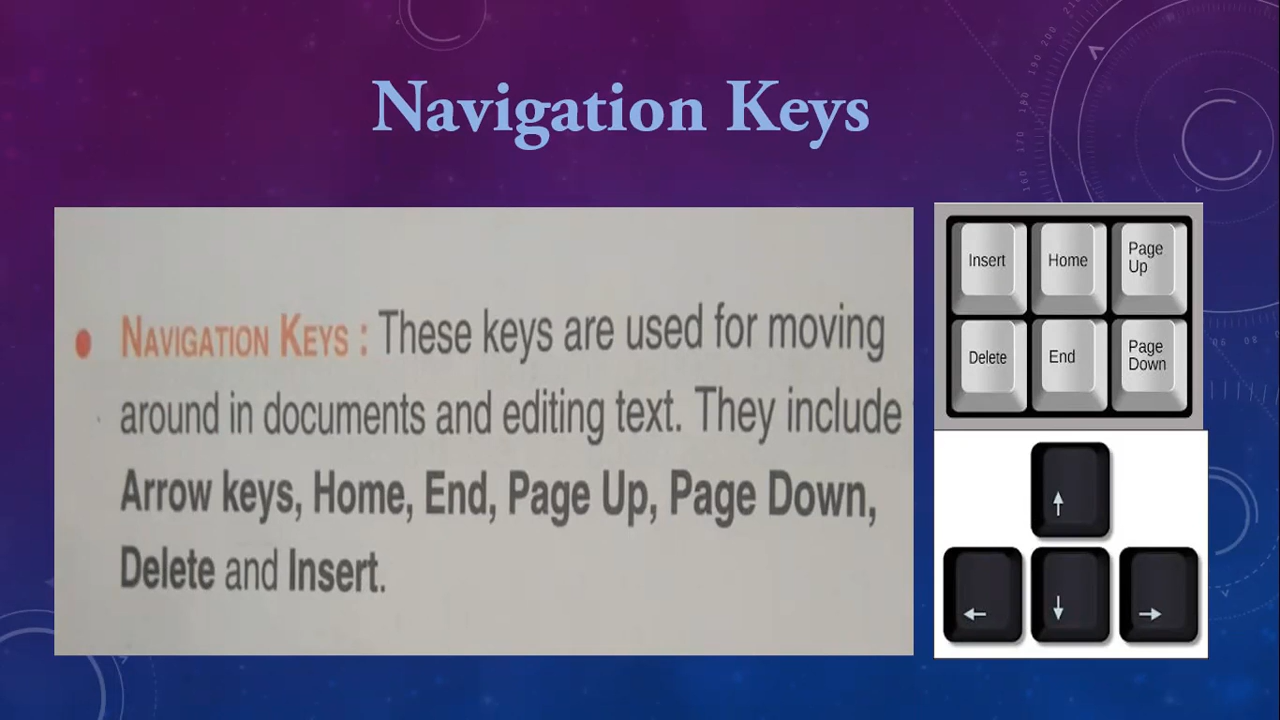 Navigation Keys
• NAVIGATION KEYS : These keys are used for moving
around in documents and editing text. They include
Arrow keys, Home, End, Page Up, Page Down,
Delete and Insert.
Insert Home Page Up
Delete End Page Down
↑
← ↓ →